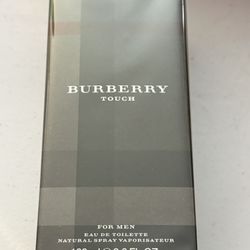 BURBERRY
TOUCH
FOR MEN
EAU DE TOILETTE
NATURAL SPRAY VAPORISATEUR